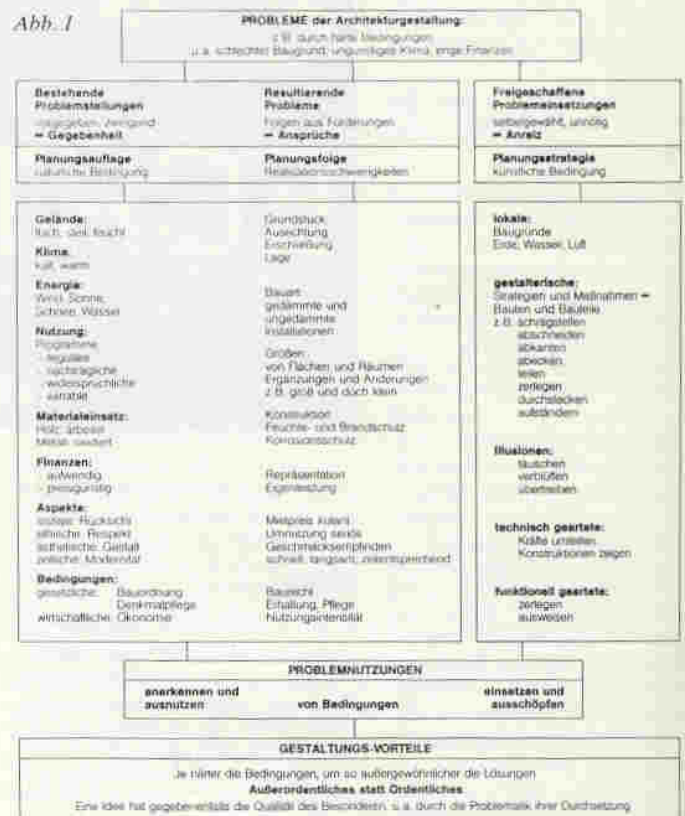 Abb. 1
PROBLEME der Architekturgestaltung:
z.B. durch harte Bedingungen
u.a. schlechter Baugrund, ungünstiges Klima, enge Finanzen
Bestehende
Problemstellungen
vorgegeben, zwingend
= Gegebenheit
Resultierende
Probleme
Folgen aus Forderungen
= Ansprüche
Freigeschaffene
Problemeinsetzungen
selbstgewählt, unnötig
= Anreiz
Planungsauflage
natürliche Bedingung
Planungsfolge
Realisationsschwierigkeiten
Planungsstrategie
künstliche Bedingung
Gelände:
flach, steil, feucht
Klima:
kalt, warm
Energie:
Wind, Sonne,
Schnee, Wasser
Nutzung:
Programme
- reguläre
- nachträgliche
- widersprüchliche
- variable
Materialeinsatz:
Holz, arbeitet
Metall, oxidiert
Finanzen:
- aufwendig
- preisgünstig
Aspekte:
soziale: Rücksicht
ethische: Respekt
ästhetische: Gestalt
zeitliche: Modernität
Bedingungen:
gesetzliche: Bauordnung
Denkmalpflege
wirtschaftliche: Ökonomie
Grundstück
Ausrichtung
Erschließung
Lage
Bauart
gedämmte und
ungedämmte
Installationen
Größen
von Flächen und Räumen
Ergänzungen und Änderungen
z.B. groß und doch klein
Konstruktion
Feuchte- und Brandschutz
Korrosionsschutz
Repräsentation
Eigenleistung
Mietpreis kulant
Umnutzung seriös
Geschmacksempfinden
schnell, langsam, zeitentsprechend
Baurecht
Erhaltung, Pflege
Nutzungsintensität
lokale:
Baugründe
Erde, Wasser, Luft
gestalterische:
Strategien und Maßnahmen =
Bauten und Bauteile
z.B. schrägstellen
abschneiden
abkanten
abecken
teilen
zerlegen
durchstecken
aufständern
Illusionen:
täuschen
verblüffen
übertreiben
technisch geartete:
Kräfte umleiten
Konstruktionen zeigen
funktionell geartete:
zerlegen
ausweisen
PROBLEMNUTZUNGEN
anerkennen und
ausnutzen
von Bedingungen
einsetzen und
ausschöpfen
GESTALTUNGS-VORTEILE
Je härter die Bedingungen, um so außergewöhnlicher die Lösungen
Außerordentliches statt Ordentliches
Eine Idee hat gegebenenfalls die Qualität des Besonderen, u.a. durch die Problematik ihrer Durchsetzung